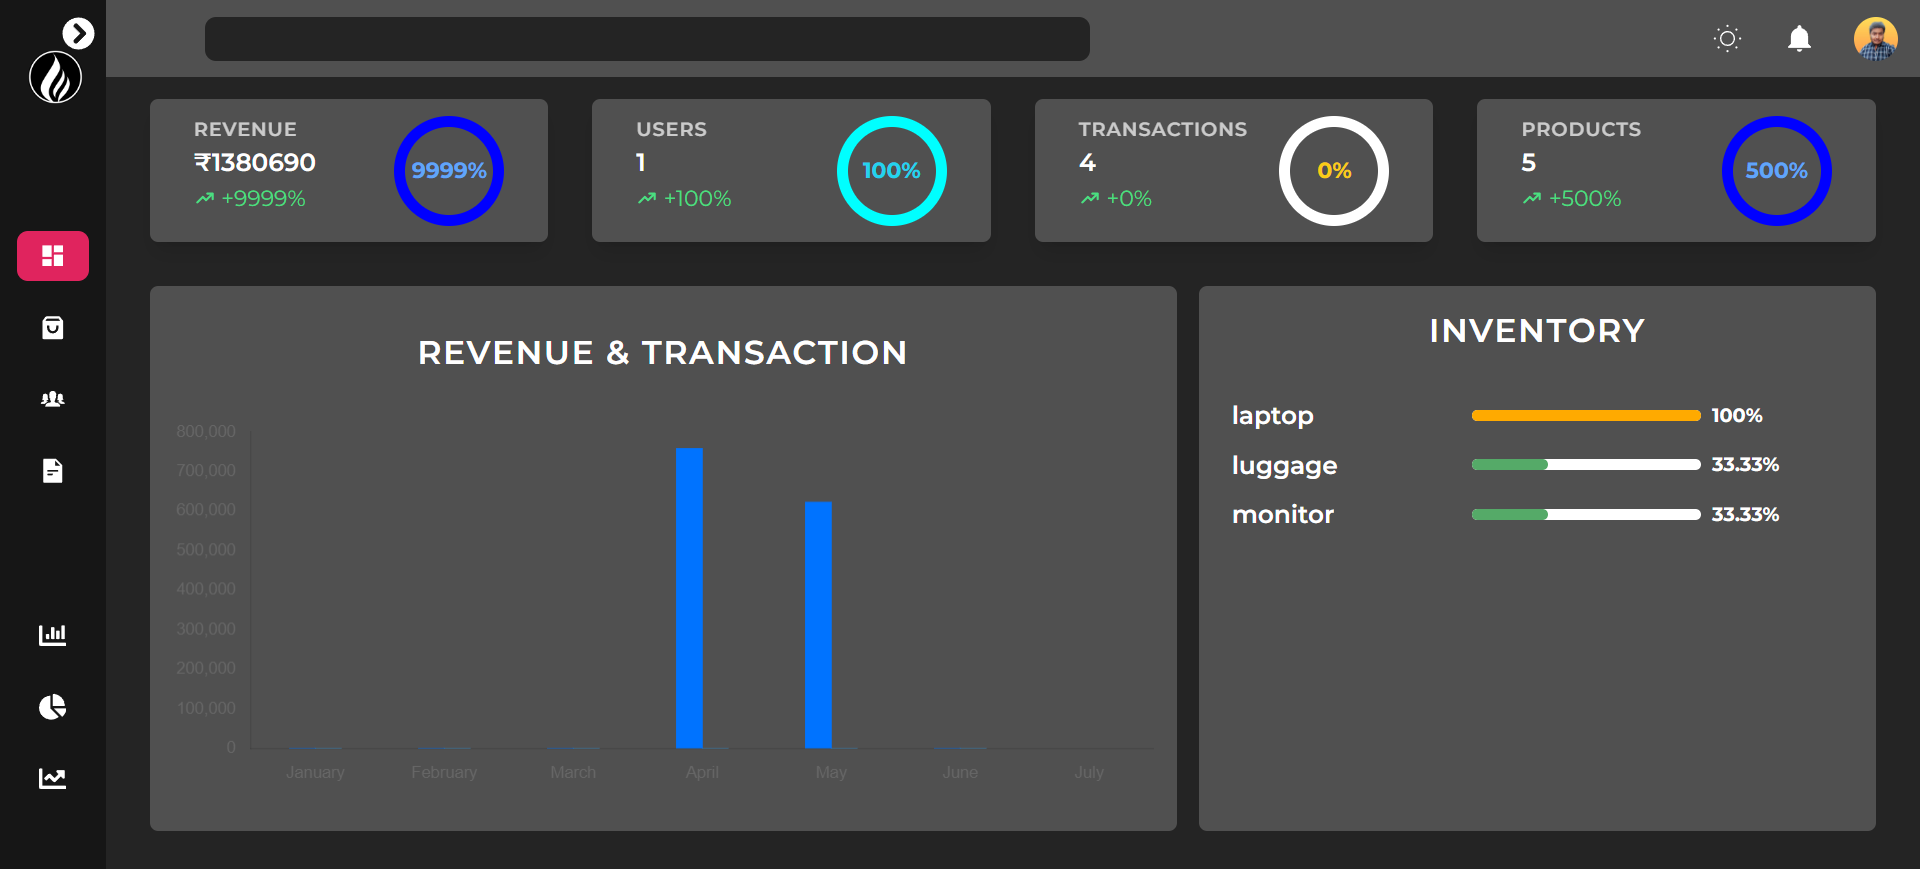 REVENUE
₹1380690
+9999%
9999%
USERS
1
+100%
100%
TRANSACTIONS
4
+0%
0%
PRODUCTS
5
+500%
500%
REVENUE & TRANSACTION
800,000
700,000
600,000
500,000
400,000
300,000
200,000
100,000
0
January February March April May June July
INVENTORY
laptop 100%
luggage 33.33%
monitor 33.33%